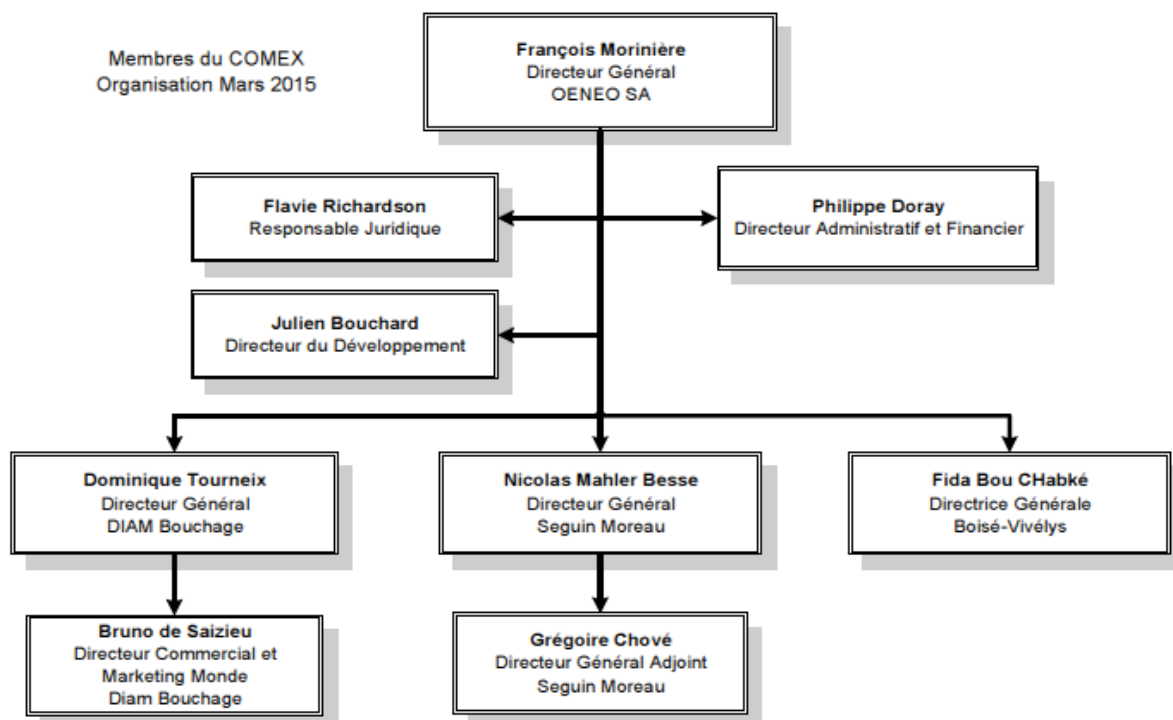 Membres du COMEX
Organisation Mars 2015
François Morinière
Directeur Général
OENEO SA
Flavie Richardson
Responsable Juridique
Philippe Doray
Directeur Administratif et Financier
Julien Bouchard
Directeur du Développement
Dominique Tourneix
Directeur Général
DIAM Bouchage
Nicolas Mahler Besse
Directeur Général
Seguin Moreau
Fida Bou CHabké
Directrice Générale
Boisé-Vivélys
Bruno de Saizieu
Directeur Commercial et
Marketing Monde
Diam Bouchage
Grégoire Chové
Directeur Général Adjoint
Seguin Moreau